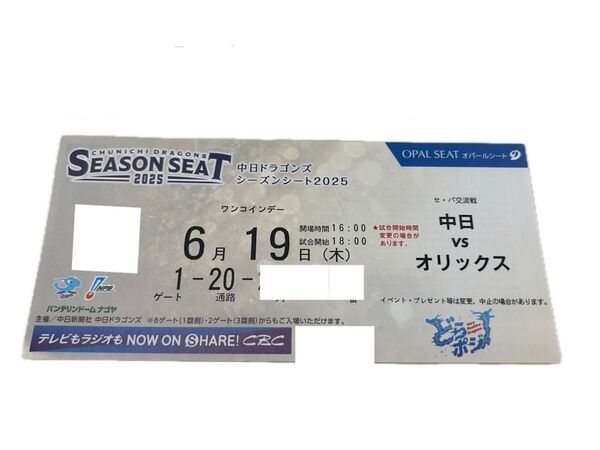 CHUNICHI DRAGONS
SEASON SEAT
2025
中日ドラゴンズ
シーズンシート2025
OPAL SEAT オパールシート
ワンコインデー
6月19日(木)
開場時間 16:00
試合開始 18:00
★試合開始時間
変更の場合が
あります。
1-20-
ゲート 通路
NPB
バンテリンドーム ナゴヤ
主催/中日新聞社 中日ドラゴンズ ※8ゲート(1塁側)・2ゲート(3塁側)からもご入場いただけます。
テレビもラジオも NOW ON SHARE! CBC
セ・パ交流戦
中日
VS
オリックス
イベント・プレゼント等は変更、中止の場合があります。
どらポジ